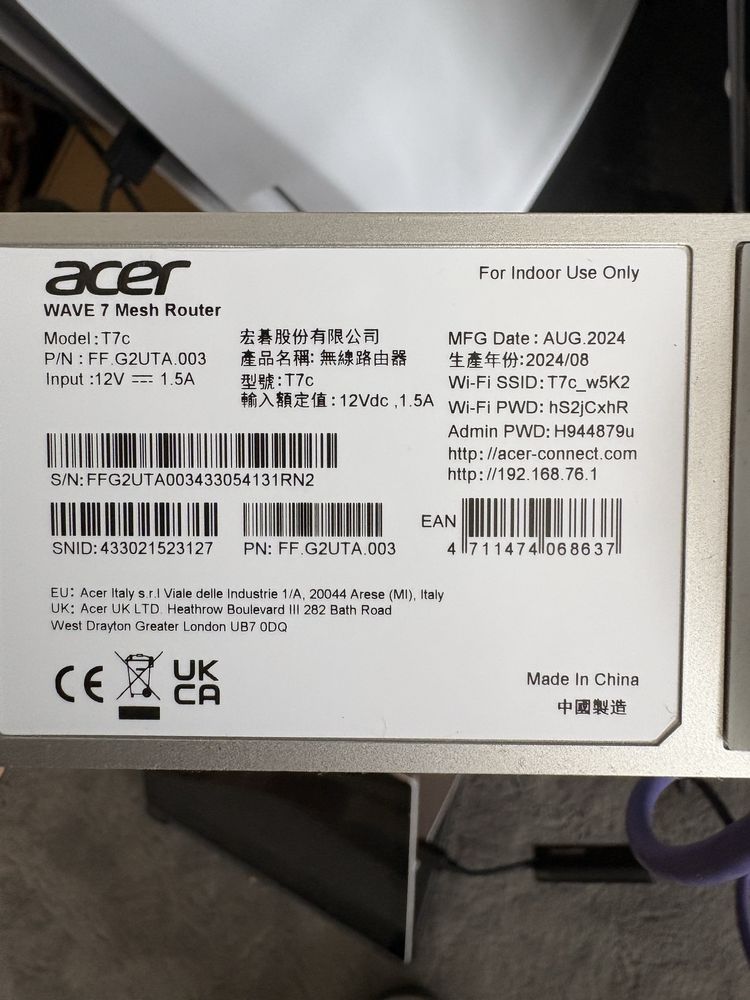 acer
For Indoor Use Only
WAVE 7 Mesh Router
Model : T7c
P/N : FF.G2UTA.003
Input :12V ⎓ 1.5A
宏碁股份有限公司
產品名稱: 無線路由器
型號 : T7c
輸入額定值 : 12Vdc ,1.5A
MFG Date : AUG.2024
生產年份:2024/08
Wi-Fi SSID: T7c_w5K2
Wi-Fi PWD: hS2jCxhR
Admin PWD: H944879u
http://acer-connect.com
http://192.168.76.1
S/N: FFG2UTA003433054131RN2
SNID: 433021523127
PN: FF.G2UTA.003
EAN
4 711474 068637
EU: Acer Italy s.r.l Viale delle Industrie 1/A, 20044 Arese (MI), Italy
UK: Acer UK LTD. Heathrow Boulevard III 282 Bath Road
West Drayton Greater London UB7 0DQ
CE
UK
CA
Made In China
中國製造